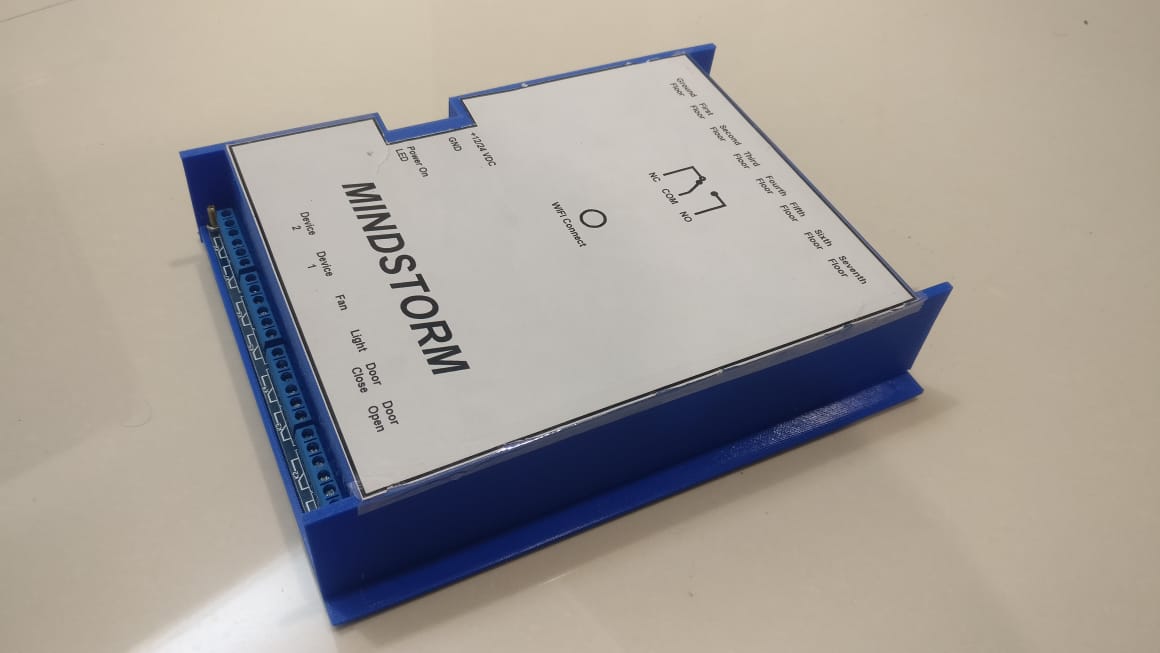 Ground
Floor
First
Floor
Second
Floor
Third
Floor
Fourth
Floor
Fifth
Floor
Sixth
Floor
Seventh
Floor
+12/24 VDC
GND
Power On
LED
NC COM NO
WIFI Connect
MINDSTORM
Device
2
Device
1
Fan
Light
Door
Close
Door
Open